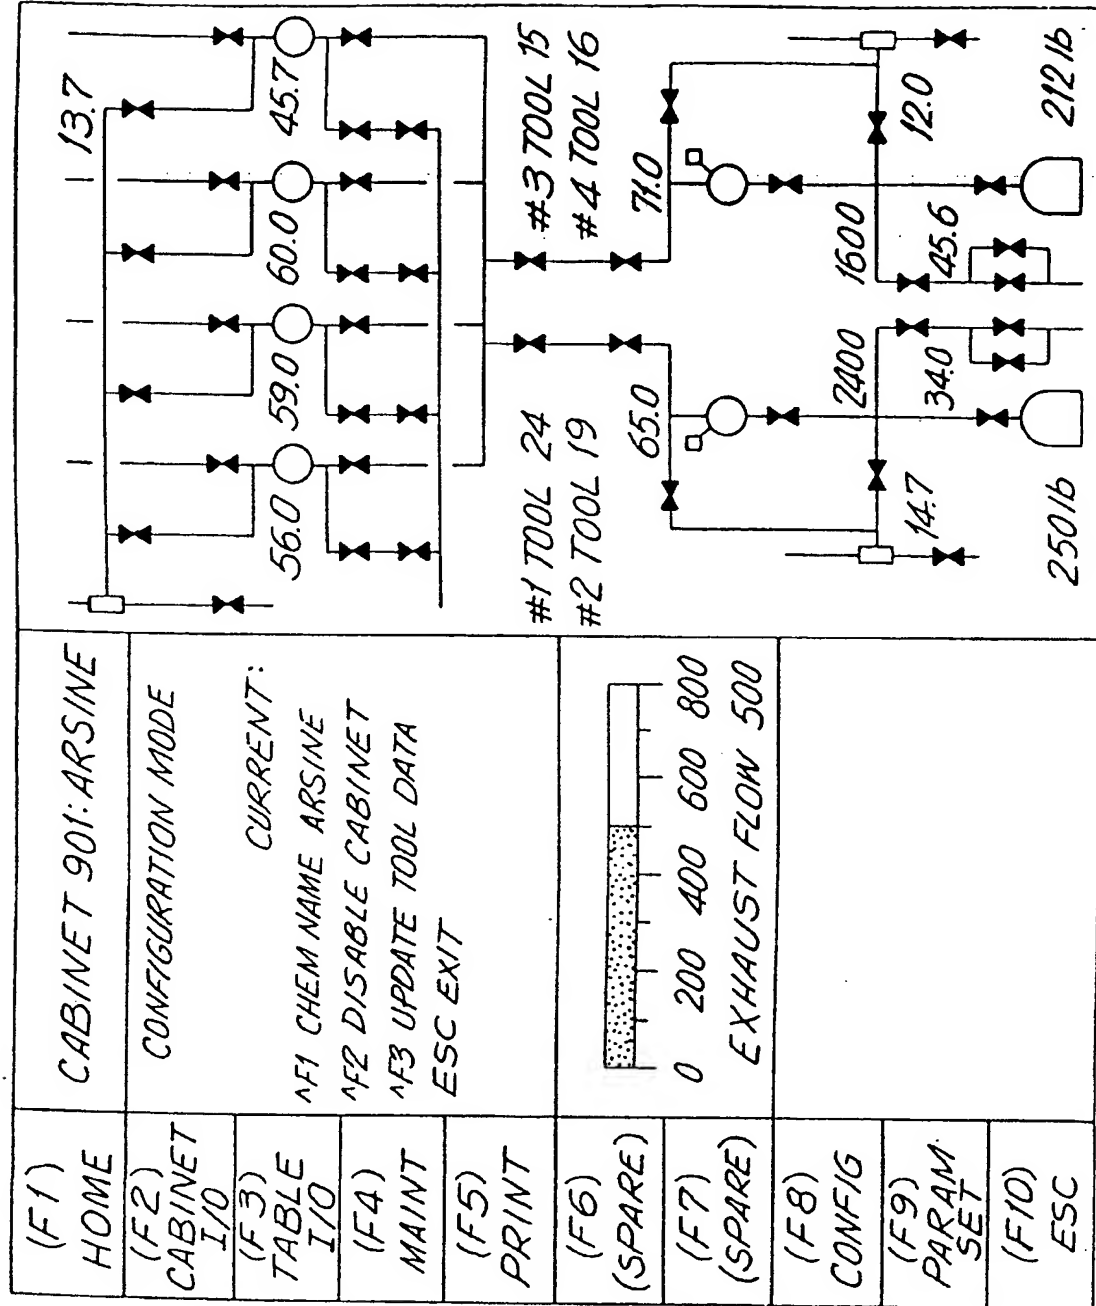 (F1)
HOME
(F2)
CABINET
I/O
(F3)
TABLE
I/O
(F4)
MAINT
(F5)
PRINT
(F6)
(SPARE)
(F7)
(SPARE)
(F8)
CONFIG
(F9)
PARAM
SET
(F10)
ESC
CABINET 901: ARSINE
CONFIGURATION MODE
CURRENT:
^F1 CHEM NAME ARSINE
^F2 DISABLE CABINET
^F3 UPDATE TOOL DATA
ESC EXIT
0 200 400 600 800
EXHAUST FLOW 500
13.7
56.0 59.0 60.0 45.7
#1 TOOL 24 #3 TOOL 15
#2 TOOL 19 #4 TOOL 16
65.0 71.0
2400 1600
14.7 34.0 45.6 12.0
250 lb 212 lb